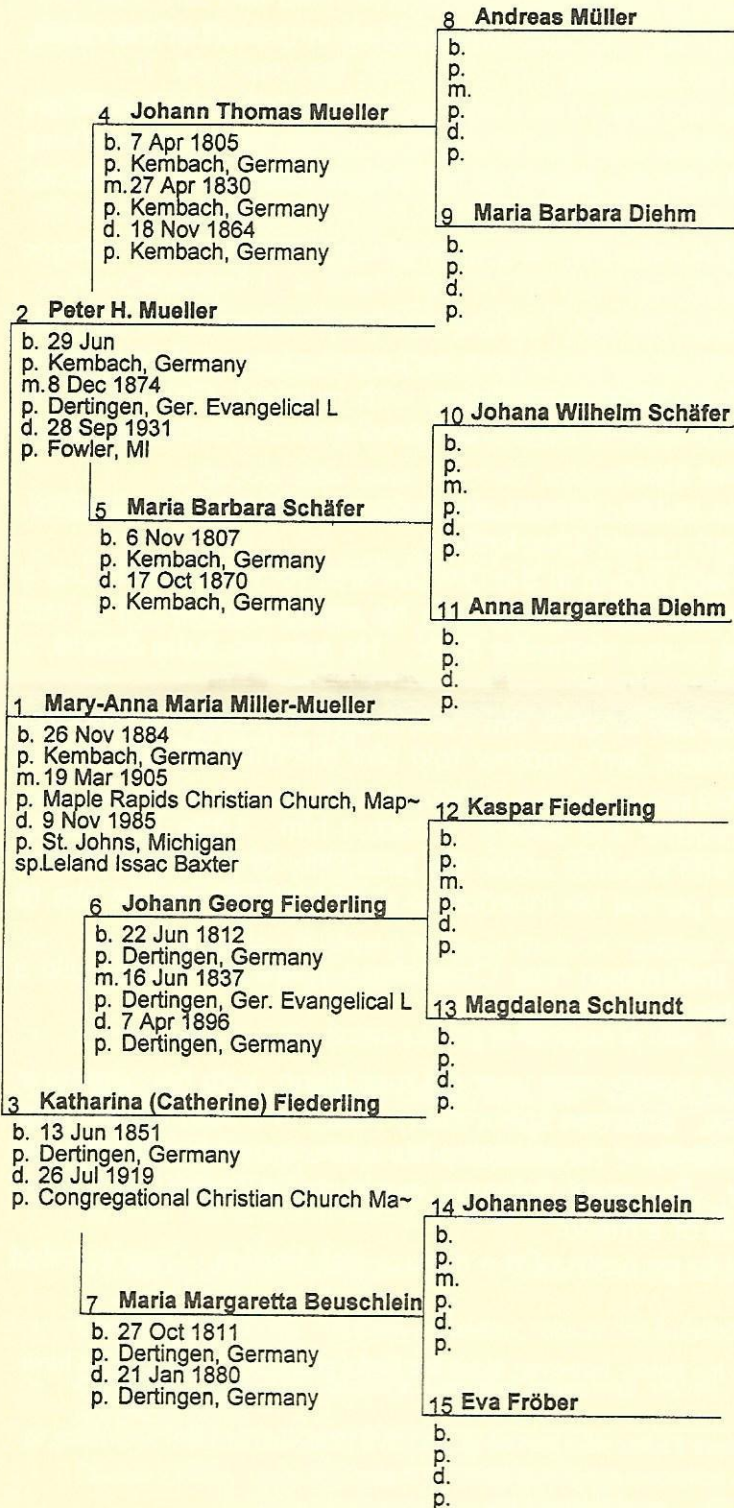 8 Andreas Müller
b.
p.
m.
p.
d.
p.
4 Johann Thomas Mueller
b. 7 Apr 1805
p. Kembach, Germany
m. 27 Apr 1830
p. Kembach, Germany
d. 18 Nov 1864
p. Kembach, Germany
9 Maria Barbara Diehm
b.
p.
d.
p.
2 Peter H. Mueller
b. 29 Jun
p. Kembach, Germany
m. 8 Dec 1874
p. Dertingen, Ger. Evangelical L
d. 28 Sep 1931
p. Fowler, MI
10 Johana Wilhelm Schäfer
b.
p.
m.
p.
d.
p.
5 Maria Barbara Schäfer
b. 6 Nov 1807
p. Kembach, Germany
d. 17 Oct 1870
p. Kembach, Germany
11 Anna Margaretha Diehm
b.
p.
d.
p.
1 Mary-Anna Maria Miller-Mueller
b. 26 Nov 1884
p. Kembach, Germany
m. 19 Mar 1905
p. Maple Rapids Christian Church, Map~
d. 9 Nov 1985
p. St. Johns, Michigan
sp. Leland Issac Baxter
12 Kaspar Fiederling
b.
p.
m.
p.
d.
p.
6 Johann Georg Fiederling
b. 22 Jun 1812
p. Dertingen, Germany
m. 16 Jun 1837
p. Dertingen, Ger. Evangelical L
d. 7 Apr 1896
p. Dertingen, Germany
13 Magdalena Schlundt
b.
p.
d.
p.
3 Katharina (Catherine) Fiederling
b. 13 Jun 1851
p. Dertingen, Germany
d. 26 Jul 1919
p. Congregational Christian Church Ma~
14 Johannes Beuschlein
b.
p.
m.
p.
d.
p.
7 Maria Margaretta Beuschlein
b. 27 Oct 1811
p. Dertingen, Germany
d. 21 Jan 1880
p. Dertingen, Germany
15 Eva Fröber
b.
p.
d.
p.